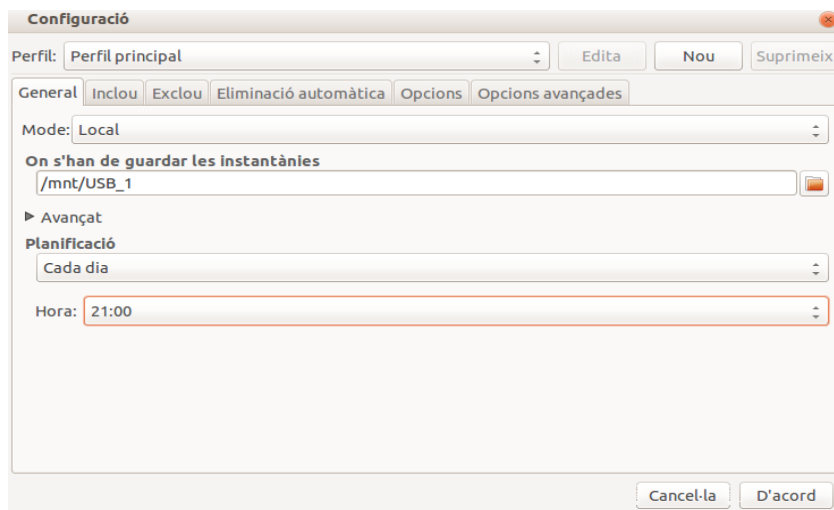 Configuració
Perfil: Perfil principal Edita Nou Suprimeix
General Inclou Exclou Eliminació automàtica Opcions Opcions avançades
Mode: Local
On s'han de guardar les instantànies
/mnt/USB_1
Avançat
Planificació
Cada dia
Hora: 21:00
Cancel·la D'acord